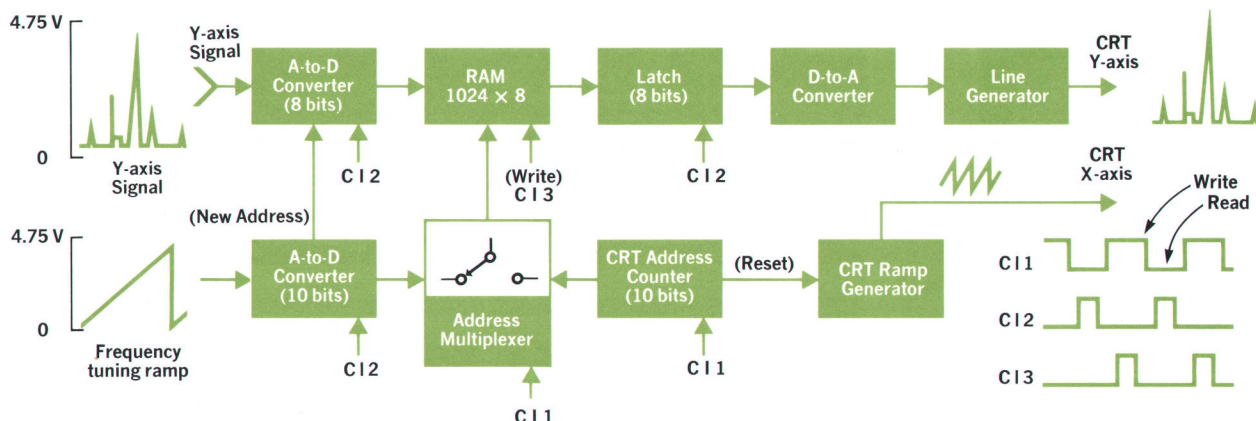 4.75 V
0
Y-axis
Signal
Y-axis
Signal
A-to-D
Converter
(8 bits)
C l 2
RAM
1024 × 8
(Write)
C l 3
Latch
(8 bits)
C l 2
D-to-A
Converter
Line
Generator
CRT
Y-axis
CRT
X-axis
(New Address)
4.75 V
0
Frequency
tuning ramp
A-to-D
Converter
(10 bits)
C l 2
Address
Multiplexer
C l 1
CRT Address
Counter
(10 bits)
C l 1
(Reset)
CRT Ramp
Generator
Write
Read
C l 1
C l 2
C l 3